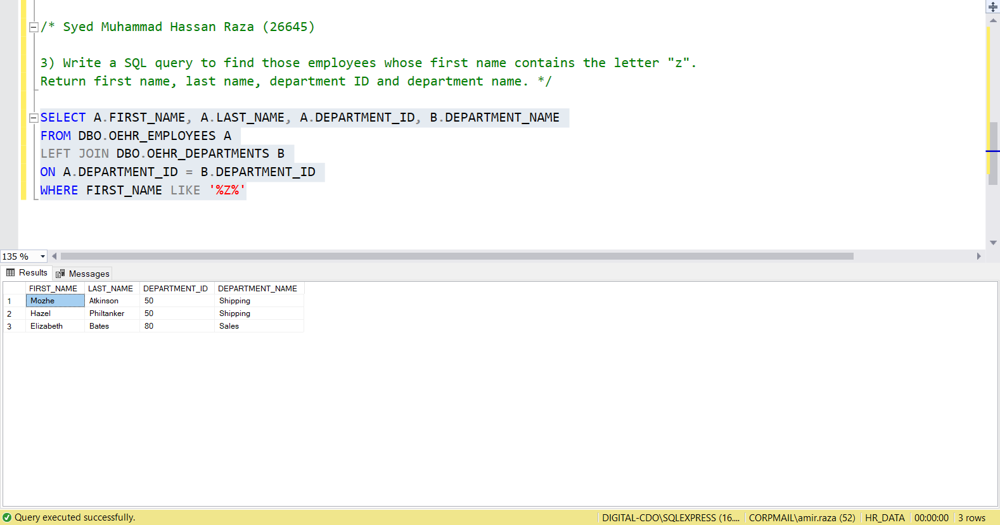 /* Syed Muhammad Hassan Raza (26645)
3) Write a SQL query to find those employees whose first name contains the letter "z".
Return first name, last name, department ID and department name. */
SELECT A.FIRST_NAME, A.LAST_NAME, A.DEPARTMENT_ID, B.DEPARTMENT_NAME
FROM DBO.OEHR_EMPLOYEES A
LEFT JOIN DBO.OEHR_DEPARTMENTS B
ON A.DEPARTMENT_ID = B.DEPARTMENT_ID
WHERE FIRST_NAME LIKE '%Z%'
135 %
Results Messages
FIRST_NAME LAST_NAME DEPARTMENT_ID DEPARTMENT_NAME
1 Mozhe Atkinson 50 Shipping
2 Hazel Philtanker 50 Shipping
3 Elizabeth Bates 80 Sales
Query executed successfully. DIGITAL-CDO\SQLEXPRESS (16.... CORPMAIL\amir.raza (52) HR_DATA 00:00:00 3 rows